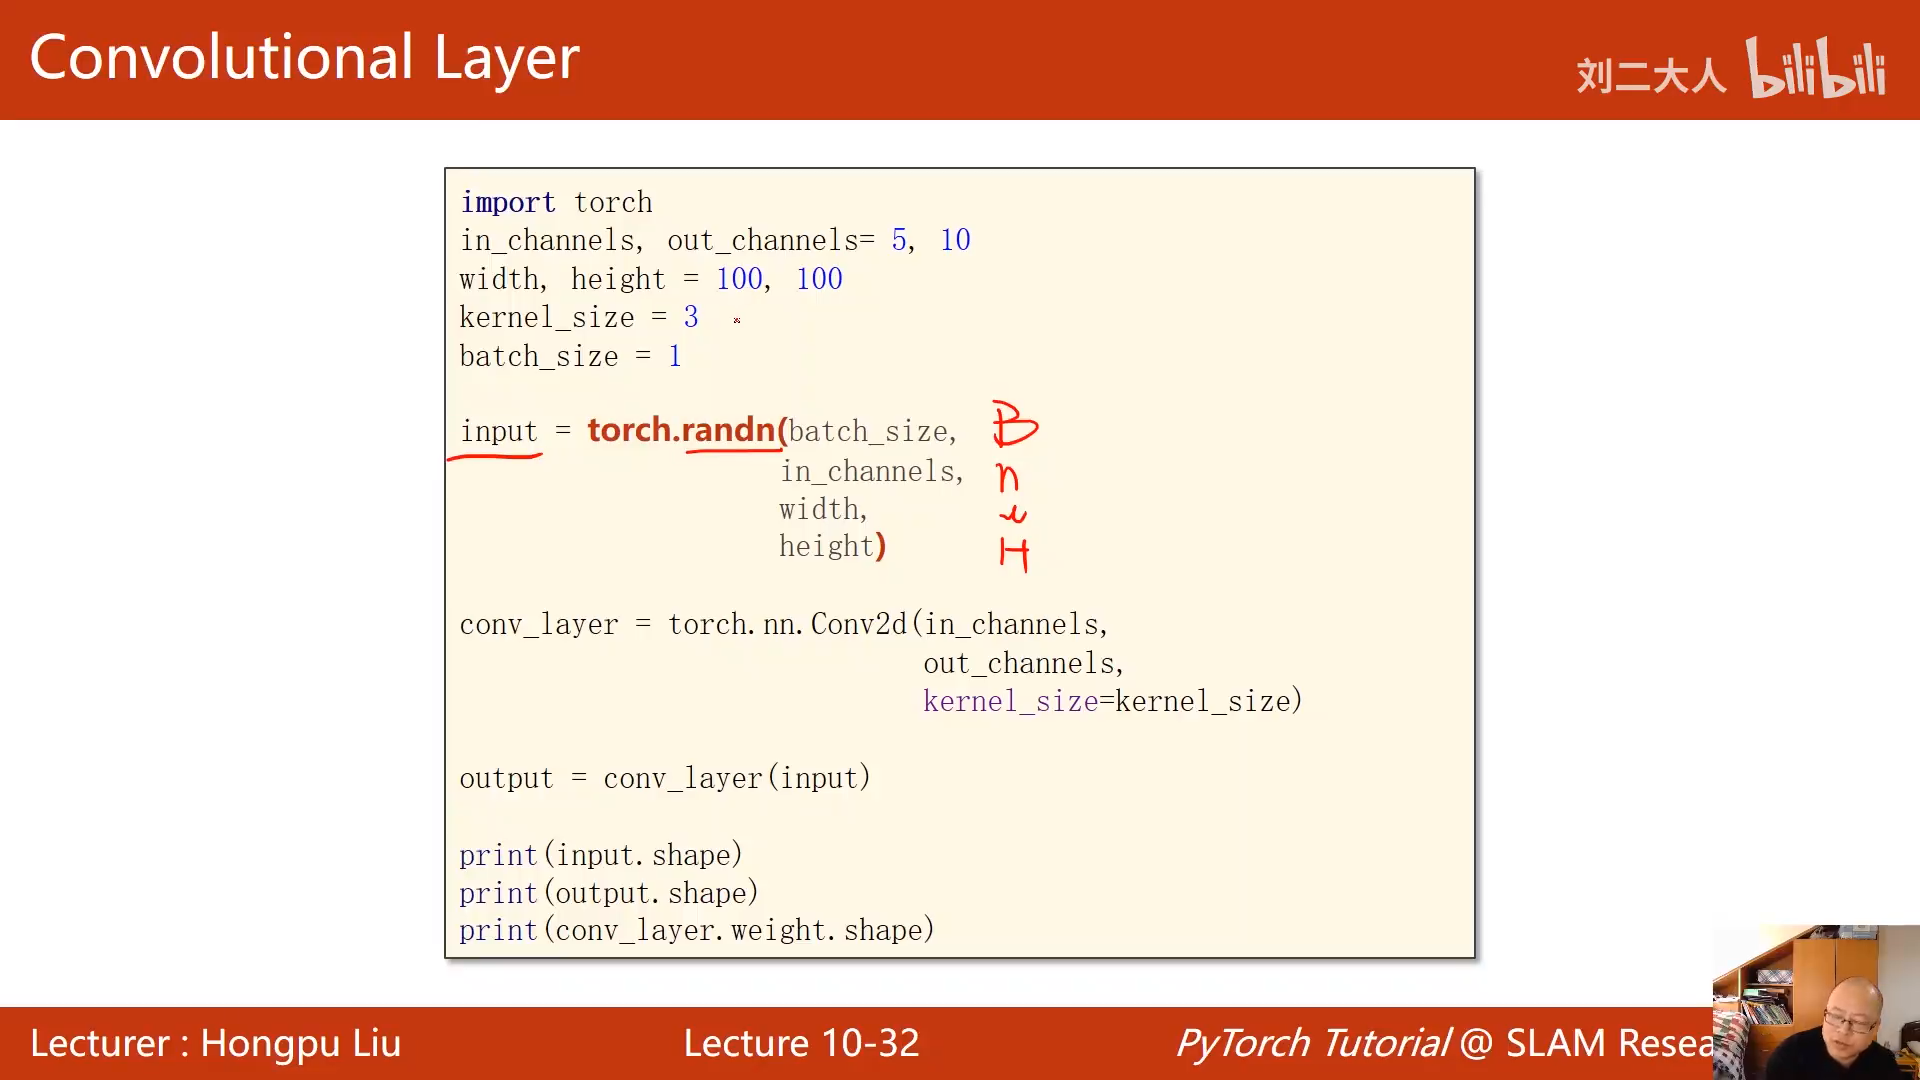 Convolutional Layer
刘二大人 bilibili
import torch
in_channels, out_channels= 5, 10
width, height = 100, 100
kernel_size = 3
batch_size = 1
input = torch.randn(batch_size, B
in_channels, n
width,
height) H
conv_layer = torch.nn.Conv2d(in_channels,
out_channels,
kernel_size=kernel_size)
output = conv_layer(input)
print(input.shape)
print(output.shape)
print(conv_layer.weight.shape)
Lecturer : Hongpu Liu
Lecture 10-32
PyTorch Tutorial @ SLAM Resea